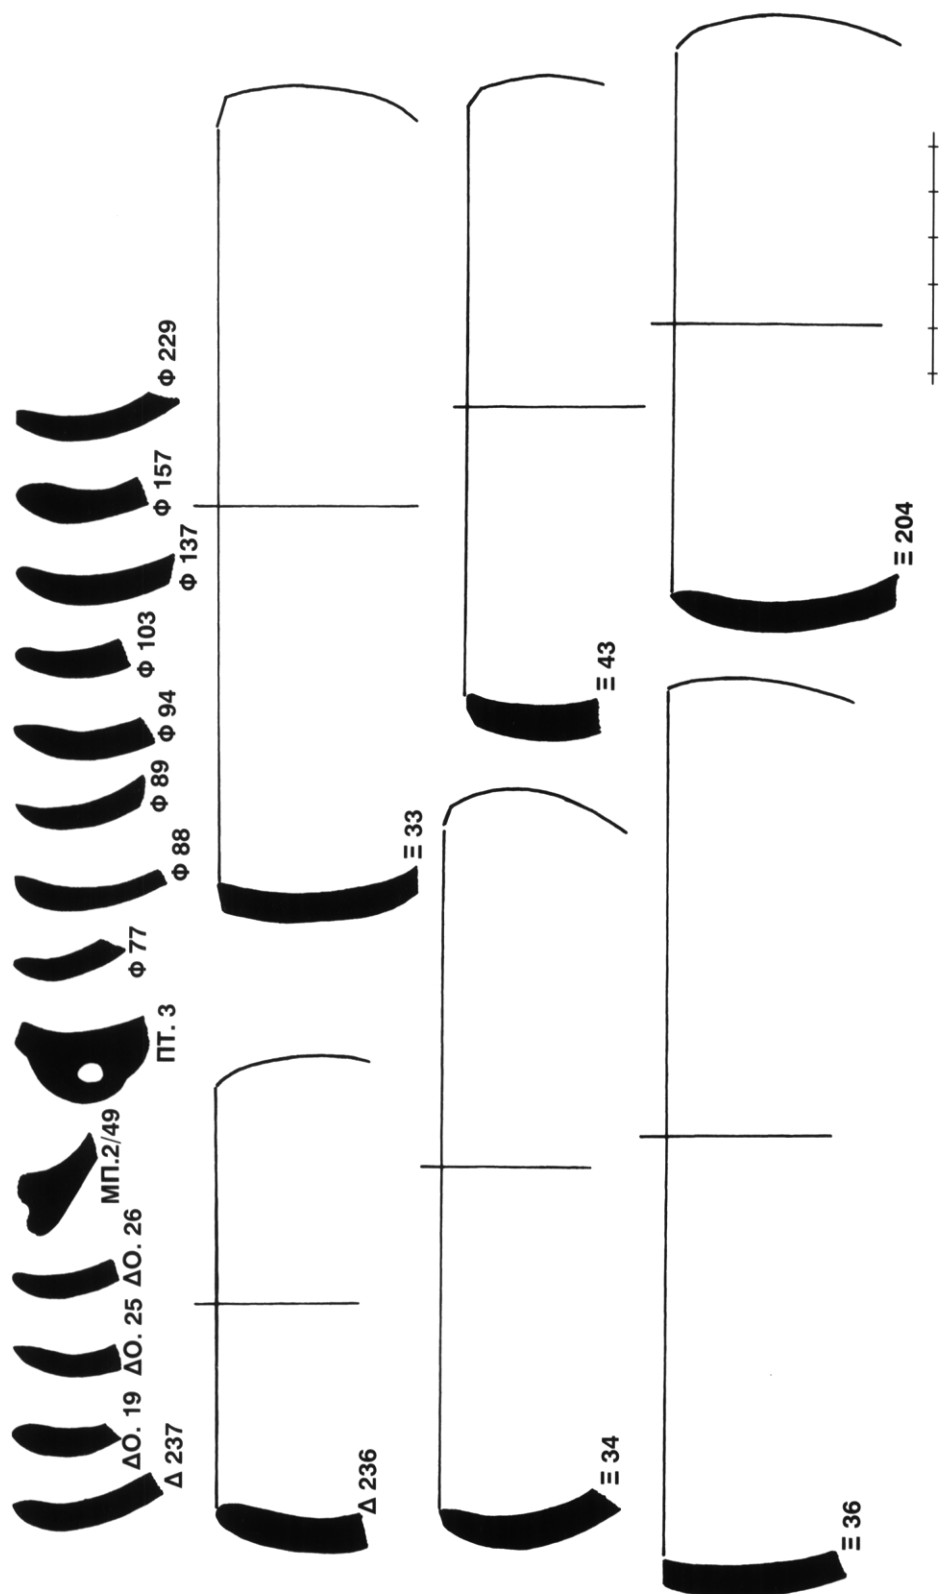 Δ 237
ΔΟ. 19
ΔΟ. 25
ΔΟ. 26
ΜΠ.2/49
ΠΤ. 3
Φ 77
Φ 88
Φ 89
Φ 94
Φ 103
Φ 137
Φ 157
Φ 229
Δ 236
Ξ 33
Ξ 34
Ξ 43
Ξ 36
Ξ 204